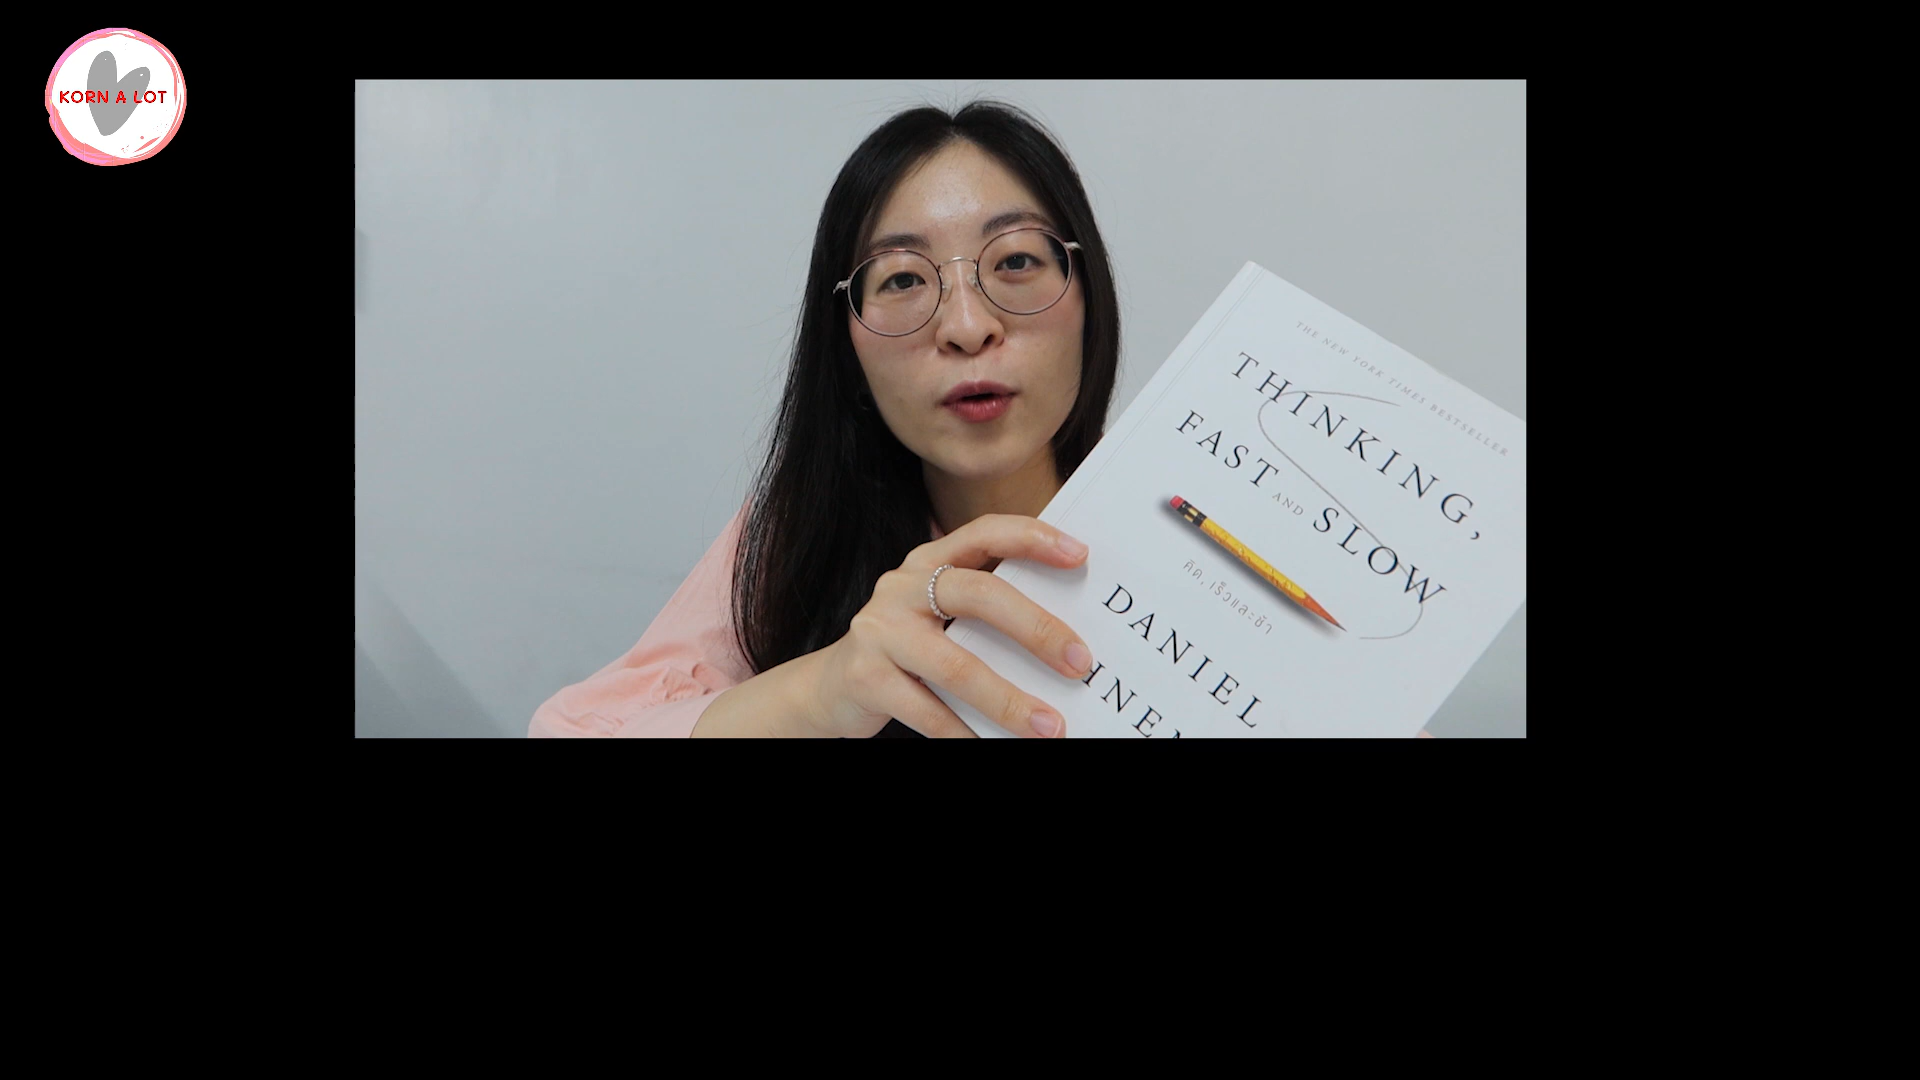 KORN A LOT
THE NEW YORK TIMES BESTSELLER
THINKING,
FAST AND SLOW
คิด, เร็วและช้า
DANIEL
HNE